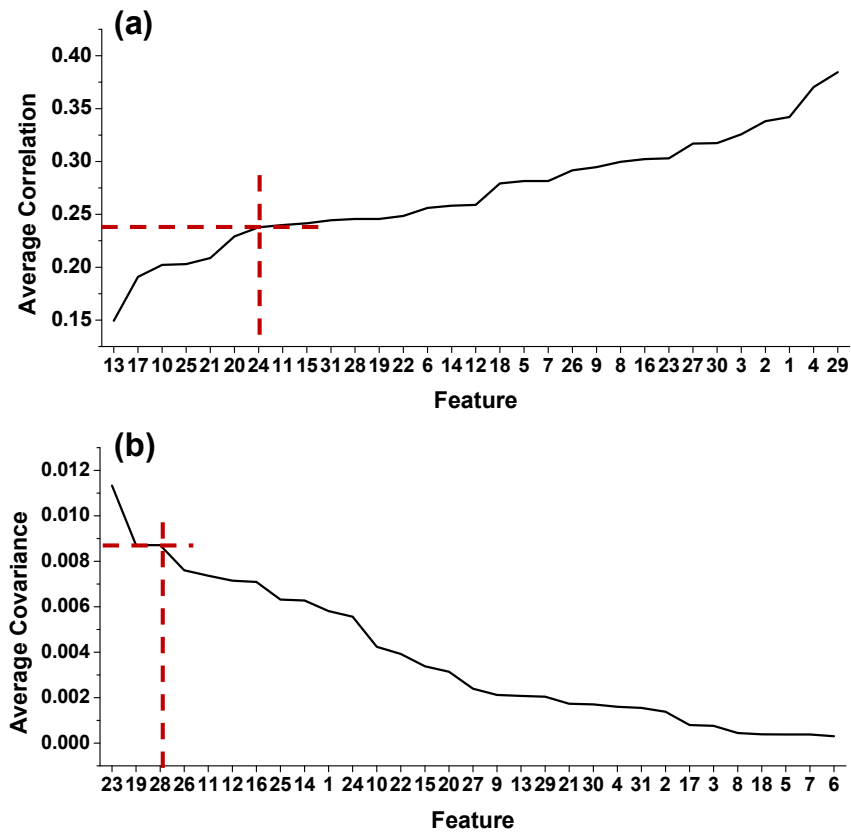 (a)
Average Correlation
0.40
0.35
0.30
0.25
0.20
0.15
13 17 10 25 21 20 24 11 15 31 28 19 22 6 14 12 18 5 7 26 9 8 16 23 27 30 3 2 1 4 29
Feature
(b)
Average Covariance
0.012
0.010
0.008
0.006
0.004
0.002
0.000
23 19 28 26 11 12 16 25 14 1 24 10 22 15 20 27 9 13 29 21 30 4 31 2 17 3 8 18 5 7 6
Feature